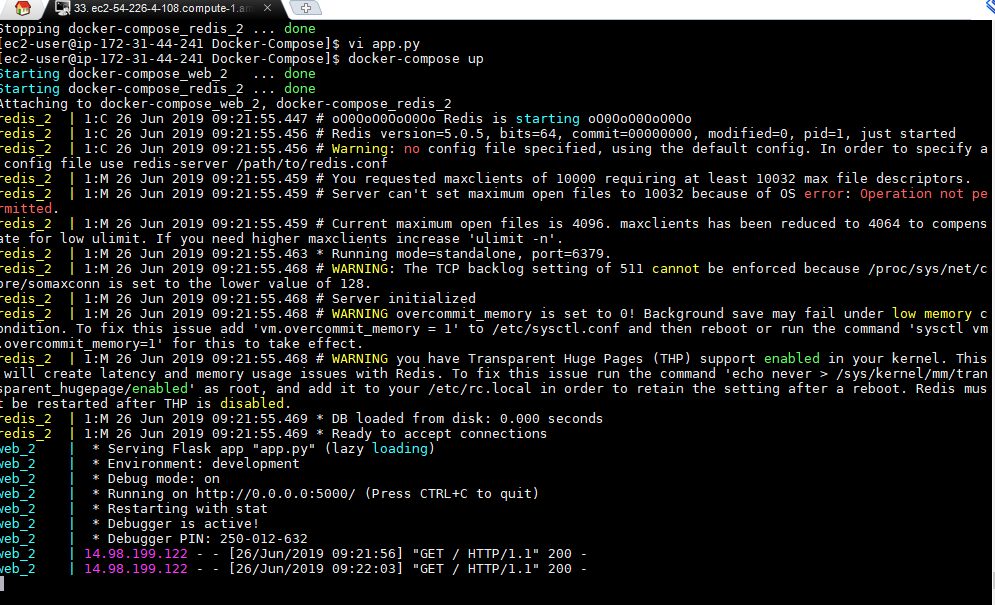 33. ec2-54-226-4-108.compute-1.am
Stopping docker-compose_redis_2 ... done
[ec2-user@ip-172-31-44-241 Docker-Compose]$ vi app.py
[ec2-user@ip-172-31-44-241 Docker-Compose]$ docker-compose up
Starting docker-compose_web_2   ... done
Starting docker-compose_redis_2 ... done
Attaching to docker-compose_web_2, docker-compose_redis_2
redis_2  | 1:C 26 Jun 2019 09:21:55.447 # oO0OoO0OoO0Oo Redis is starting oO0OoO0OoO0Oo
redis_2  | 1:C 26 Jun 2019 09:21:55.456 # Redis version=5.0.5, bits=64, commit=00000000, modified=0, pid=1, just started
redis_2  | 1:C 26 Jun 2019 09:21:55.456 # Warning: no config file specified, using the default config. In order to specify a
config file use redis-server /path/to/redis.conf
redis_2  | 1:M 26 Jun 2019 09:21:55.459 # You requested maxclients of 10000 requiring at least 10032 max file descriptors.
redis_2  | 1:M 26 Jun 2019 09:21:55.459 # Server can't set maximum open files to 10032 because of OS error: Operation not pe
rmitted.
redis_2  | 1:M 26 Jun 2019 09:21:55.459 # Current maximum open files is 4096. maxclients has been reduced to 4064 to compens
ate for low ulimit. If you need higher maxclients increase 'ulimit -n'.
redis_2  | 1:M 26 Jun 2019 09:21:55.463 * Running mode=standalone, port=6379.
redis_2  | 1:M 26 Jun 2019 09:21:55.468 # WARNING: The TCP backlog setting of 511 cannot be enforced because /proc/sys/net/c
ore/somaxconn is set to the lower value of 128.
redis_2  | 1:M 26 Jun 2019 09:21:55.468 # Server initialized
redis_2  | 1:M 26 Jun 2019 09:21:55.468 # WARNING overcommit_memory is set to 0! Background save may fail under low memory c
ondition. To fix this issue add 'vm.overcommit_memory = 1' to /etc/sysctl.conf and then reboot or run the command 'sysctl vm
.overcommit_memory=1' for this to take effect.
redis_2  | 1:M 26 Jun 2019 09:21:55.468 # WARNING you have Transparent Huge Pages (THP) support enabled in your kernel. This
will create latency and memory usage issues with Redis. To fix this issue run the command 'echo never > /sys/kernel/mm/tran
sparent_hugepage/enabled' as root, and add it to your /etc/rc.local in order to retain the setting after a reboot. Redis mus
t be restarted after THP is disabled.
redis_2  | 1:M 26 Jun 2019 09:21:55.469 * DB loaded from disk: 0.000 seconds
redis_2  | 1:M 26 Jun 2019 09:21:55.469 * Ready to accept connections
web_2    |  * Serving Flask app "app.py" (lazy loading)
web_2    |  * Environment: development
web_2    |  * Debug mode: on
web_2    |  * Running on http://0.0.0.0:5000/ (Press CTRL+C to quit)
web_2    |  * Restarting with stat
web_2    |  * Debugger is active!
web_2    |  * Debugger PIN: 250-012-632
web_2    | 14.98.199.122 - - [26/Jun/2019 09:21:56] "GET / HTTP/1.1" 200 -
web_2    | 14.98.199.122 - - [26/Jun/2019 09:22:03] "GET / HTTP/1.1" 200 -